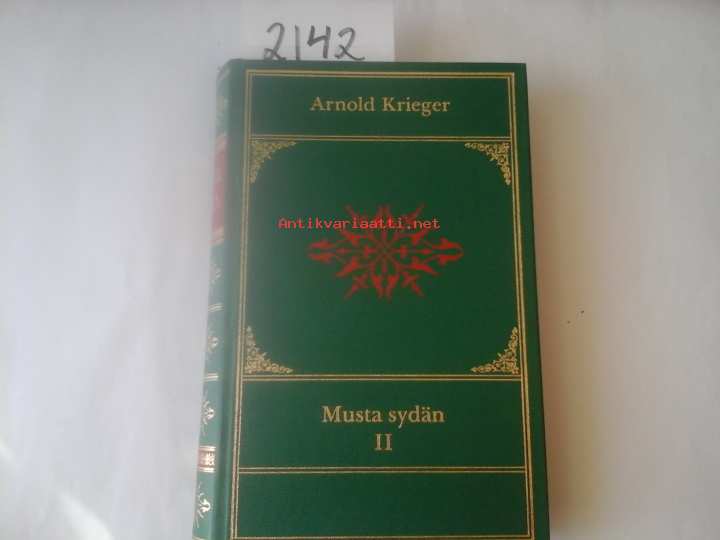 2142
Arnold Krieger
Antikvariaatti.net
Musta sydän
II